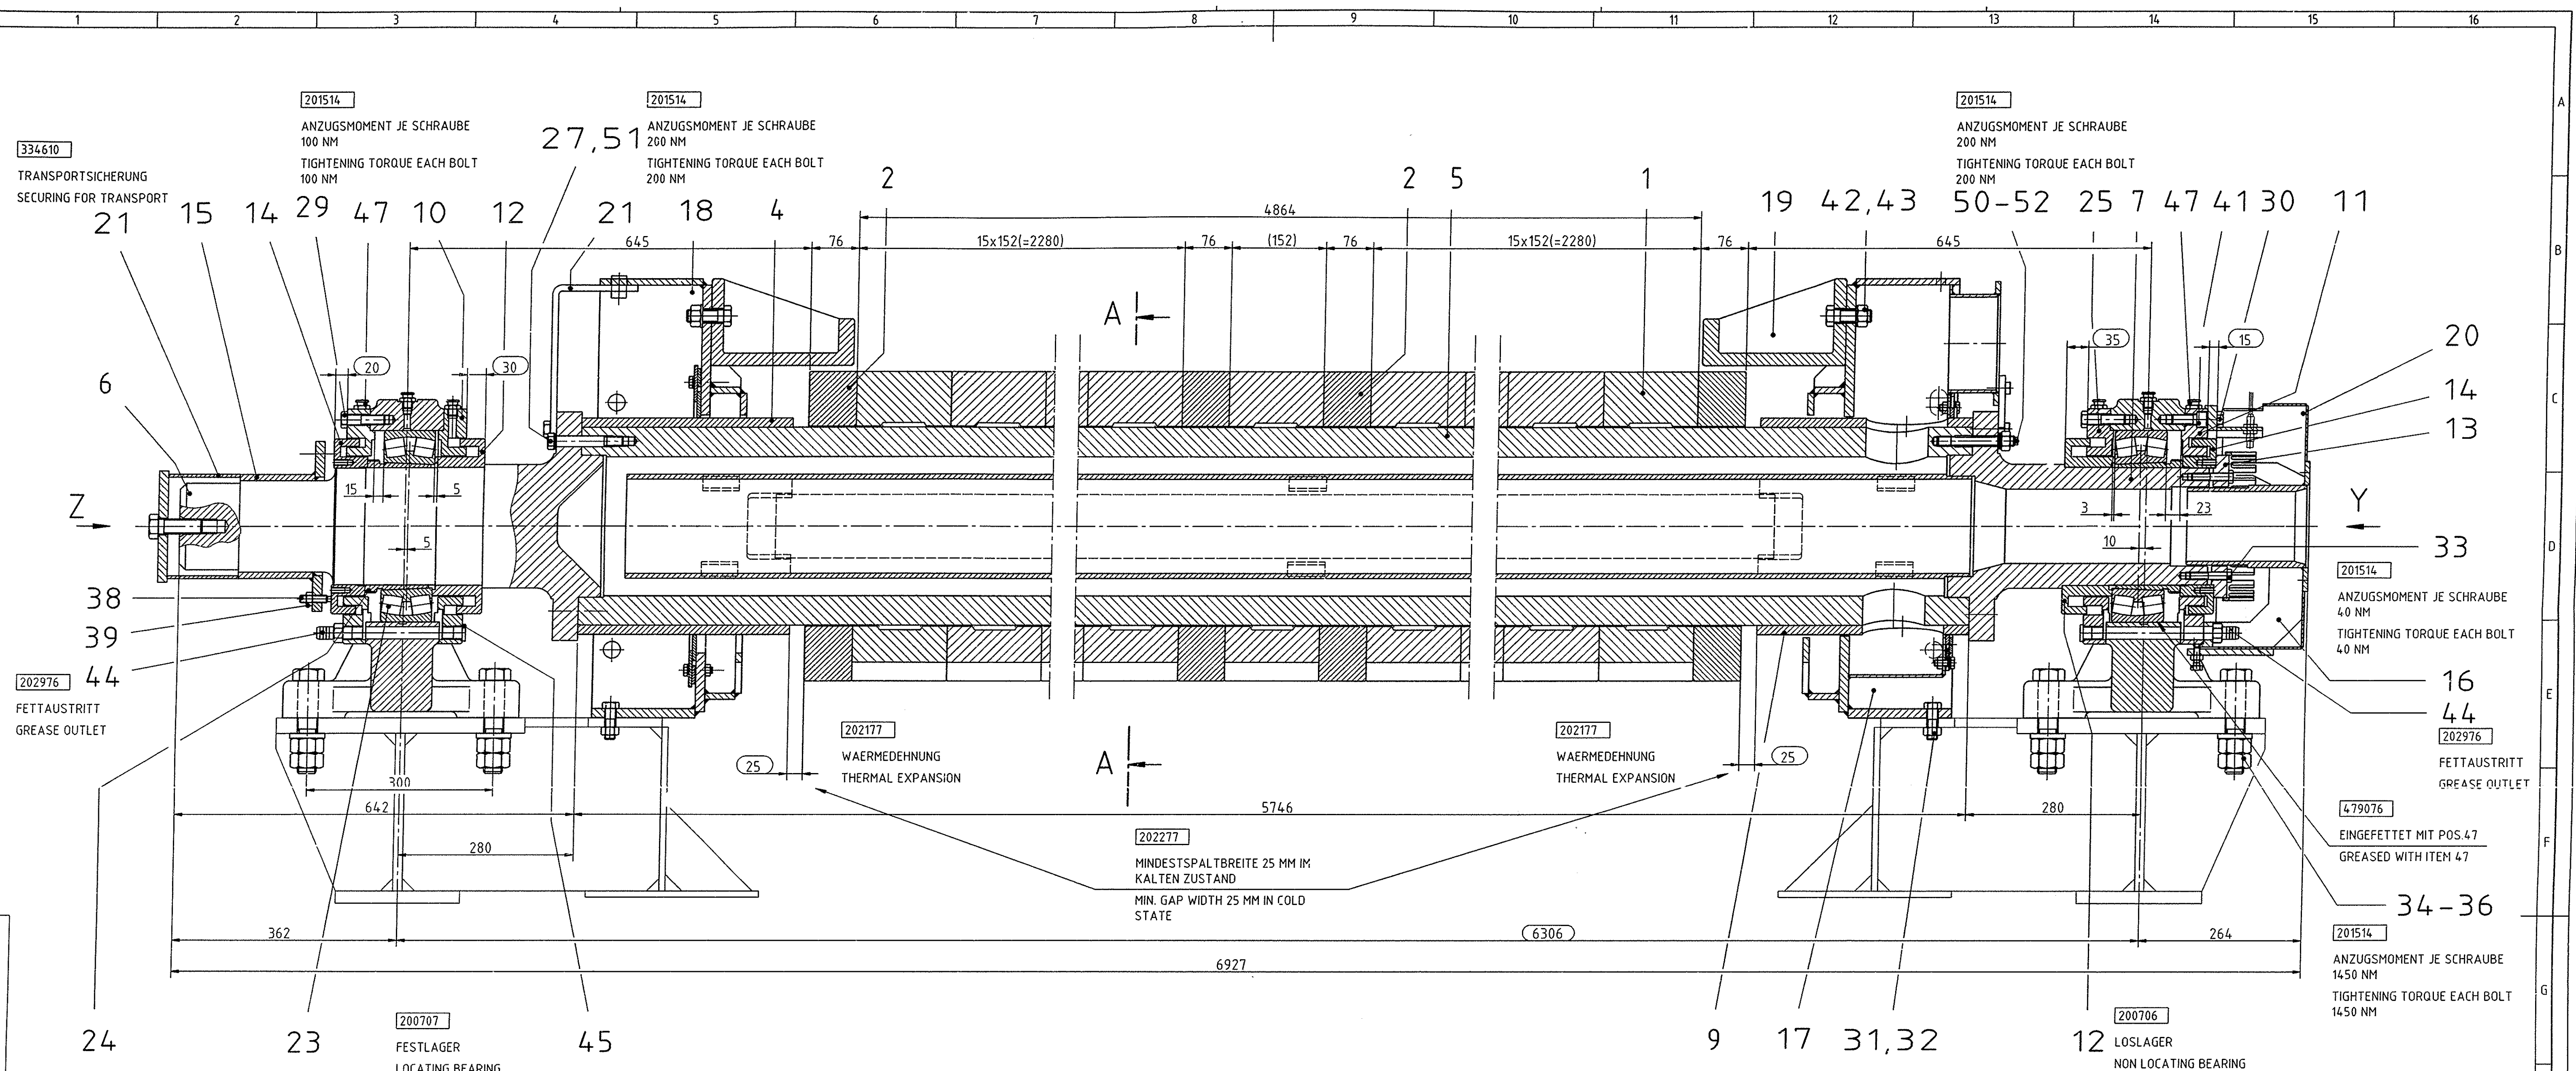 1 2 3 4 5 6 7 8 9 10 11 12 13 14 15 16
A
B
C
D
E
F
G
334610
TRANSPORTSICHERUNG
SECURING FOR TRANSPORT
201514
ANZUGSMOMENT JE SCHRAUBE
100 NM
TIGHTENING TORQUE EACH BOLT
100 NM
27,51
201514
ANZUGSMOMENT JE SCHRAUBE
200 NM
TIGHTENING TORQUE EACH BOLT
200 NM
201514
ANZUGSMOMENT JE SCHRAUBE
200 NM
TIGHTENING TORQUE EACH BOLT
200 NM
21 15 14 29 47 10 12 21 18 4 2 2 5 1 19 42,43 50-52 25 7 47 41 30 11
4864
645 76 15x152(=2280) 76 (152) 76 15x152(=2280) 76 645
A
20 30 35 15
20
6
14
13
15 5 3 23
Z Y
5 10
33
201514
ANZUGSMOMENT JE SCHRAUBE
40 NM
TIGHTENING TORQUE EACH BOLT
40 NM
38
39
44
202976
FETTAUSTRITT
GREASE OUTLET
16
44
202976
FETTAUSTRITT
GREASE OUTLET
202177
WAERMEDEHNUNG
THERMAL EXPANSION
202177
WAERMEDEHNUNG
THERMAL EXPANSION
25 A 25
300
642 5746 280
280
202277
MINDESTSPALTBREITE 25 MM IM
KALTEN ZUSTAND
MIN. GAP WIDTH 25 MM IN COLD
STATE
479076
EINGEFETTET MIT POS.47
GREASED WITH ITEM 47
34-36
362 6306 264
6927
201514
ANZUGSMOMENT JE SCHRAUBE
1450 NM
TIGHTENING TORQUE EACH BOLT
1450 NM
24 23 45 9 17 31,32 12
200707
FESTLAGER
LOCATING BEARING
200706
LOSLAGER
NON LOCATING BEARING